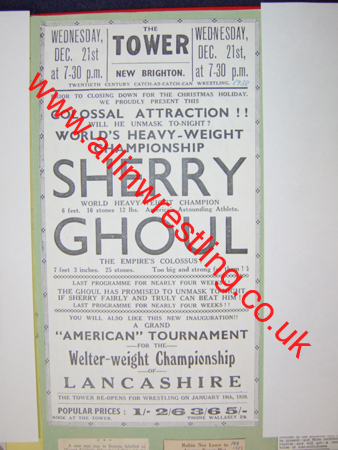 WEDNESDAY,
DEC. 21st
at 7-30 p.m.
THE
TOWER
NEW BRIGHTON.
WEDNESDAY,
DEC. 21st,
at 7-30 p.m.
TWENTIETH CENTURY CATCH-AS-CATCH-CAN WRESTLING.
TO CLOSING DOWN FOR THE CHRISTMAS HOLIDAY.
WE PROUDLY PRESENT THIS
COLOSSAL ATTRACTION ! !
WILL HE UNMASK TO-NIGHT ?
WORLD'S HEAVY-WEIGHT
CHAMPIONSHIP
SHERRY
WORLD HEAVY-WEIGHT CHAMPION
6 feet. 16 stones 12 lbs. America's Astounding Athlete.
GHOUL
THE EMPIRE'S COLOSSUS
7 feet 3 inches. 25 stones. Too big and strong for them ! !
LAST PROGRAMME FOR NEARLY FOUR WEEKS
THE GHOUL HAS PROMISED TO UNMASK TO-NIGHT
IF SHERRY FAIRLY AND TRULY CAN BEAT HIM !
LAST PROGRAMME FOR NEARLY FOUR WEEKS ! !
YOU WILL ALSO LIKE THIS NEW INAUGURATION !!
A GRAND
"AMERICAN" TOURNAMENT
—FOR THE—
Welter-weight Championship
—OF—
LANCASHIRE
THE TOWER RE-OPENS FOR WRESTLING ON JANUARY
POPULAR PRICES : 1/- 2/6 3/6 5/-
BOOK AT THE TOWER. PHONE WALLASEY
www.allinwrestling.co.uk